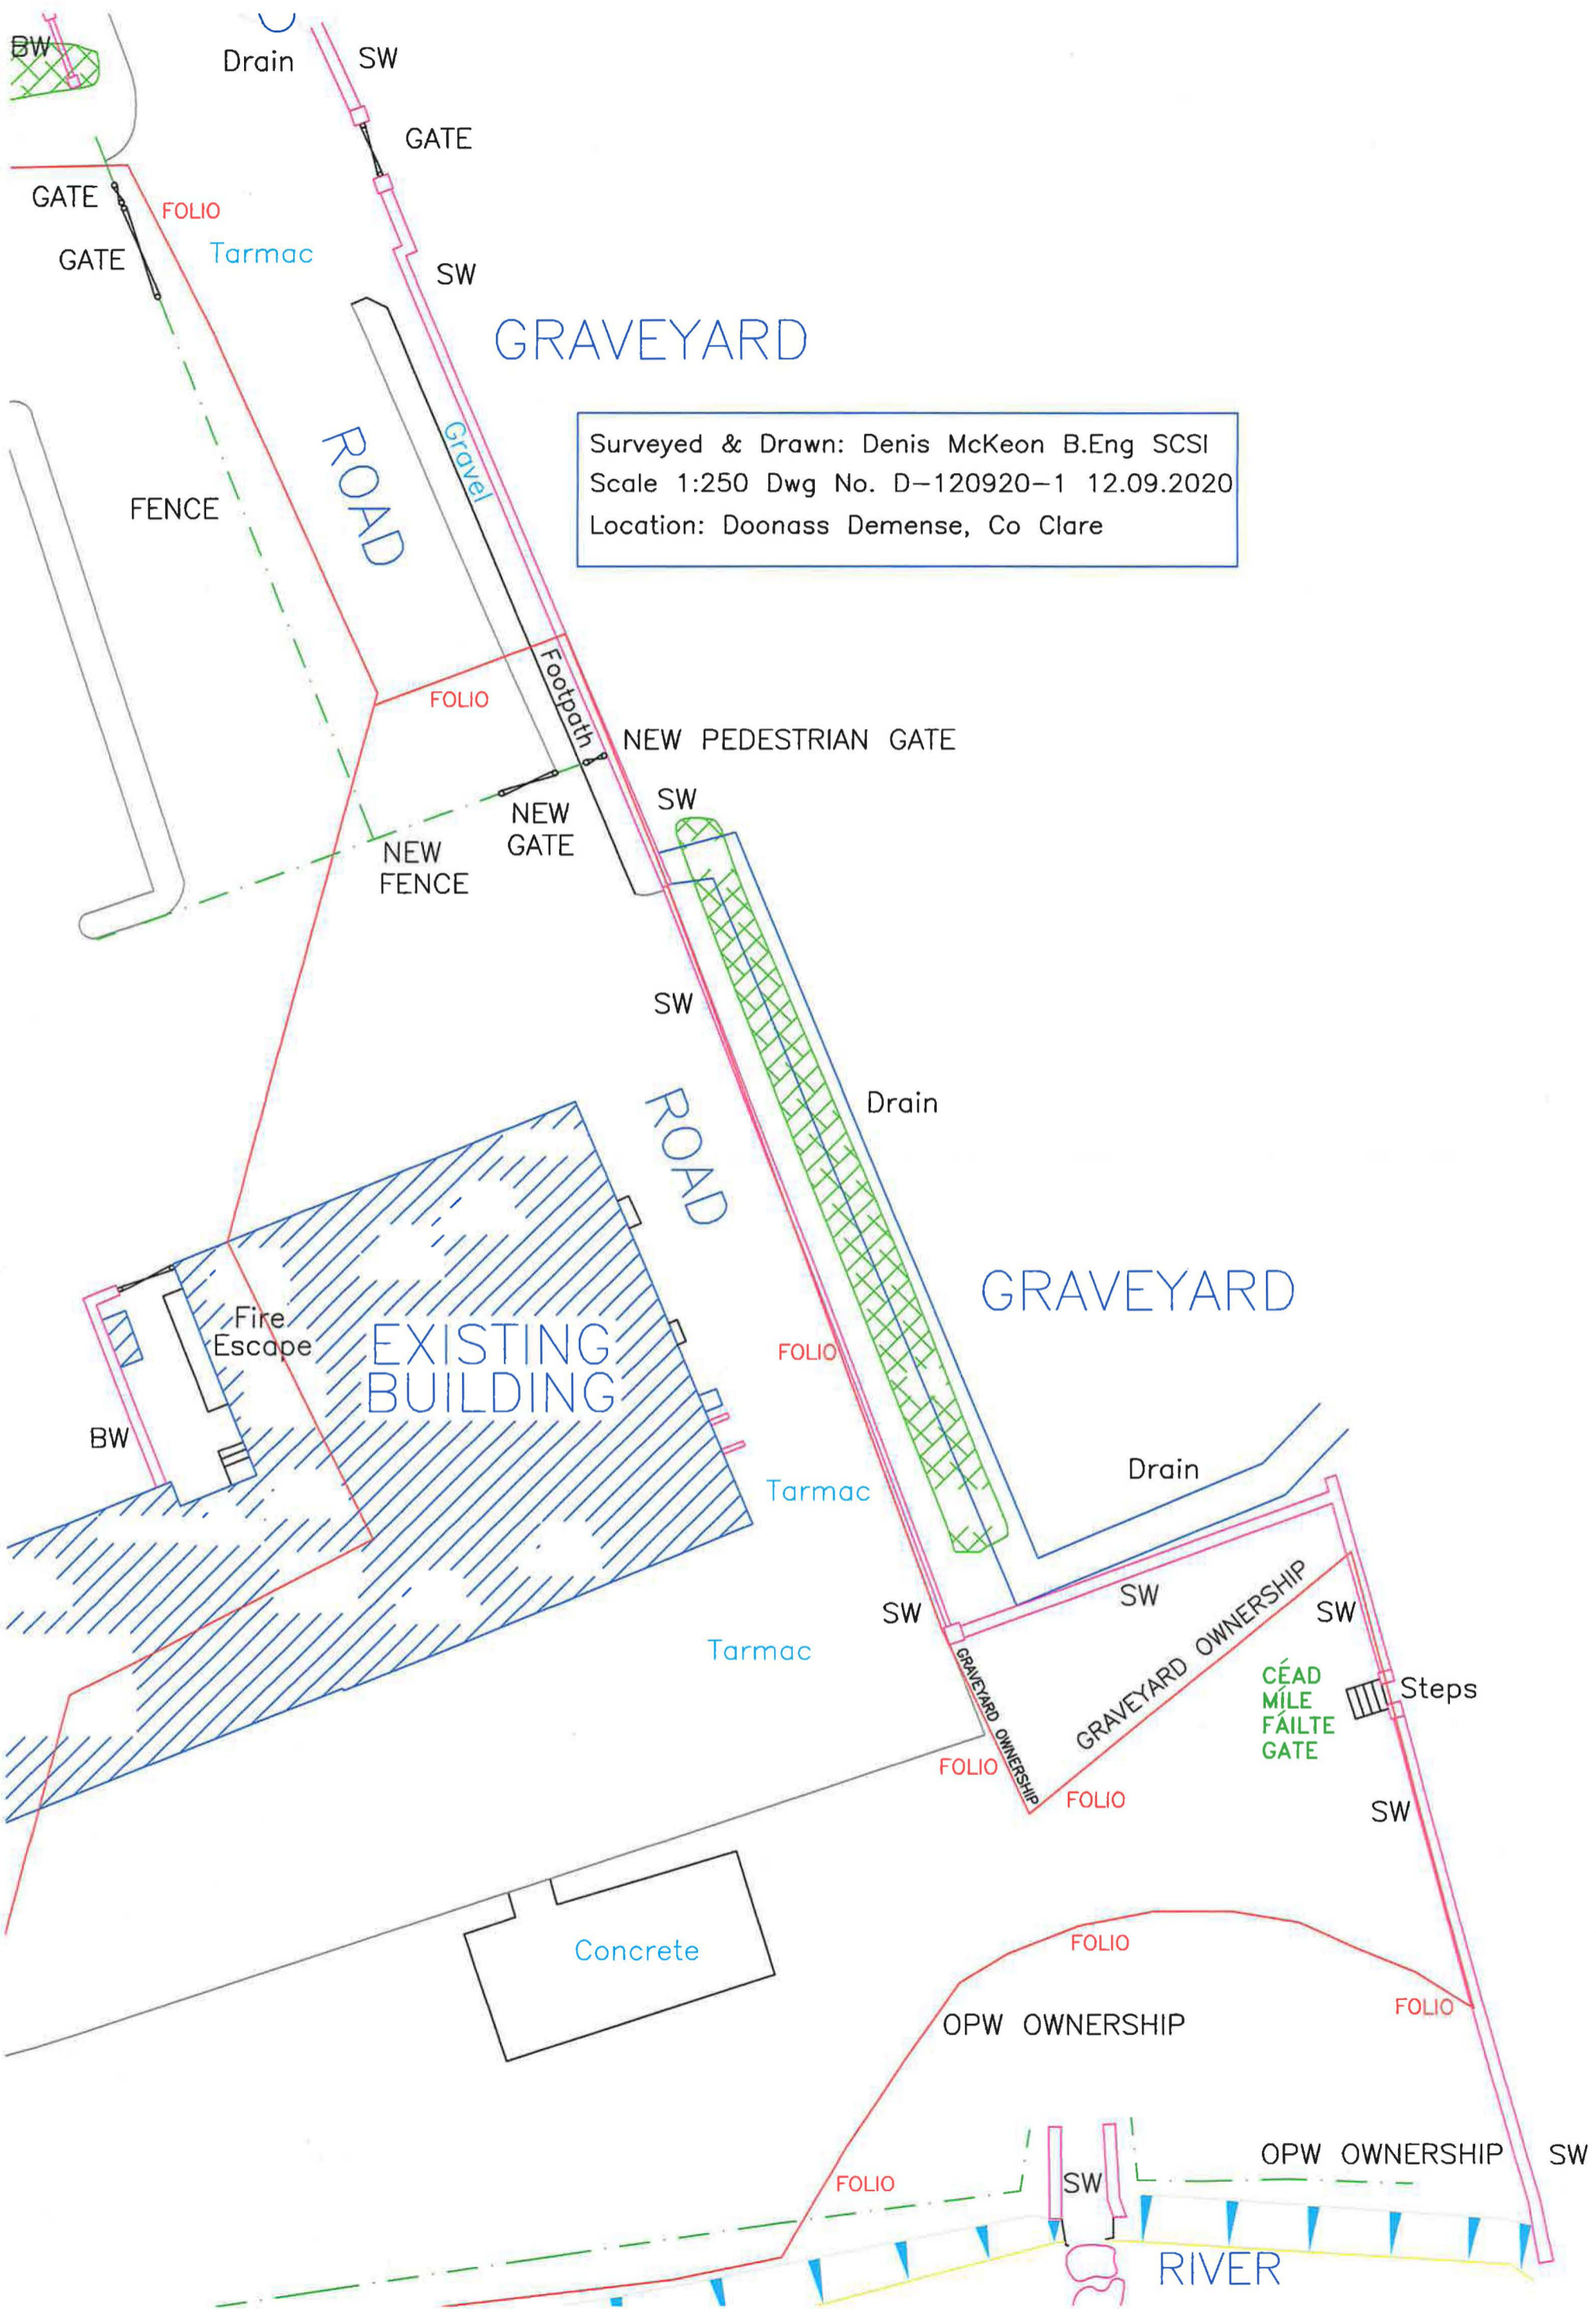 BW
Drain
SW
GATE
GATE
FOLIO
GATE
Tarmac
SW
GRAVEYARD
Surveyed & Drawn: Denis McKeon B.Eng SCSI
Scale 1:250 Dwg No. D-120920-1 12.09.2020
Location: Doonass Demense, Co Clare
ROAD
Gravel
FENCE
FOLIO
Footpath
NEW PEDESTRIAN GATE
SW
NEW
GATE
NEW
FENCE
SW
Drain
ROAD
GRAVEYARD
Fire
Escape
EXISTING
BUILDING
FOLIO
BW
Tarmac
Drain
SW
SW
SW
Tarmac
GRAVEYARD OWNERSHIP
GRAVEYARD OWNERSHIP
CÉAD
MÍLE
FÁILTE
GATE
Steps
FOLIO
FOLIO
SW
Concrete
FOLIO
FOLIO
OPW OWNERSHIP
OPW OWNERSHIP
SW
FOLIO
SW
RIVER